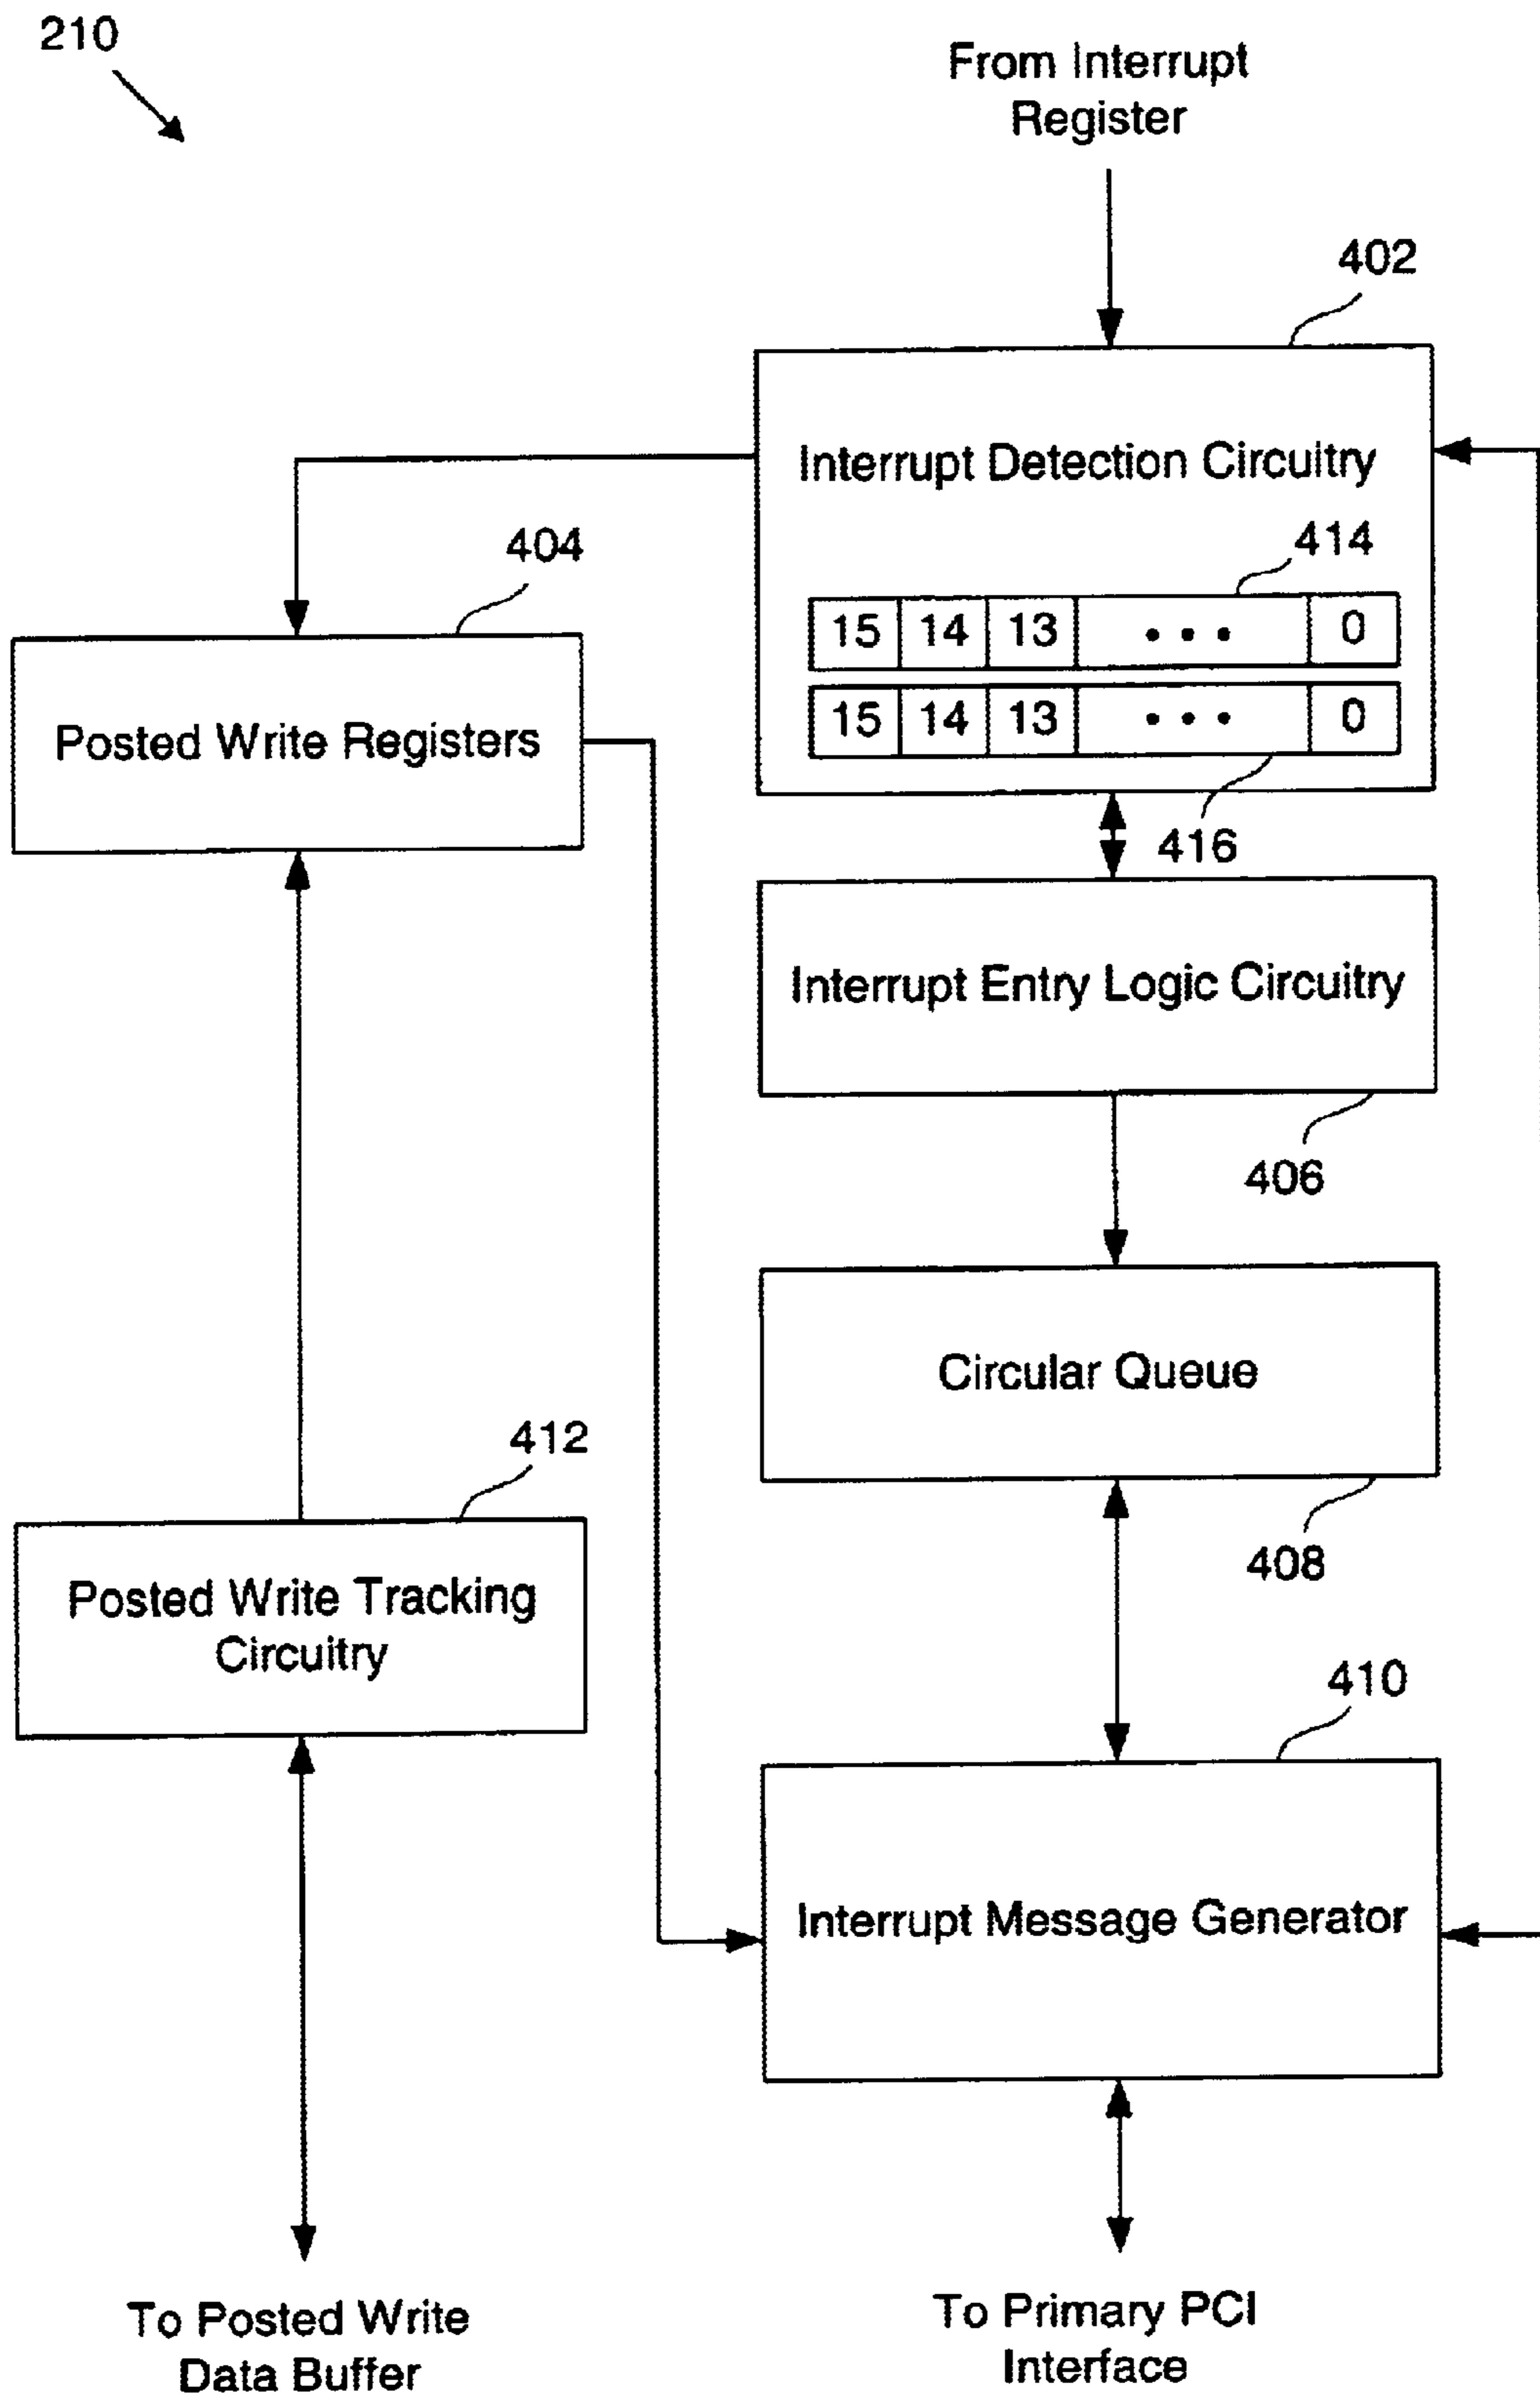 210
From Interrupt
Register
402
Interrupt Detection Circuitry
414
15 14 13 • • • 0
15 14 13 • • • 0
416
404
Posted Write Registers
Interrupt Entry Logic Circuitry
406
Circular Queue
408
412
Posted Write Tracking
Circuitry
410
Interrupt Message Generator
To Posted Write
Data Buffer
To Primary PCI
Interface